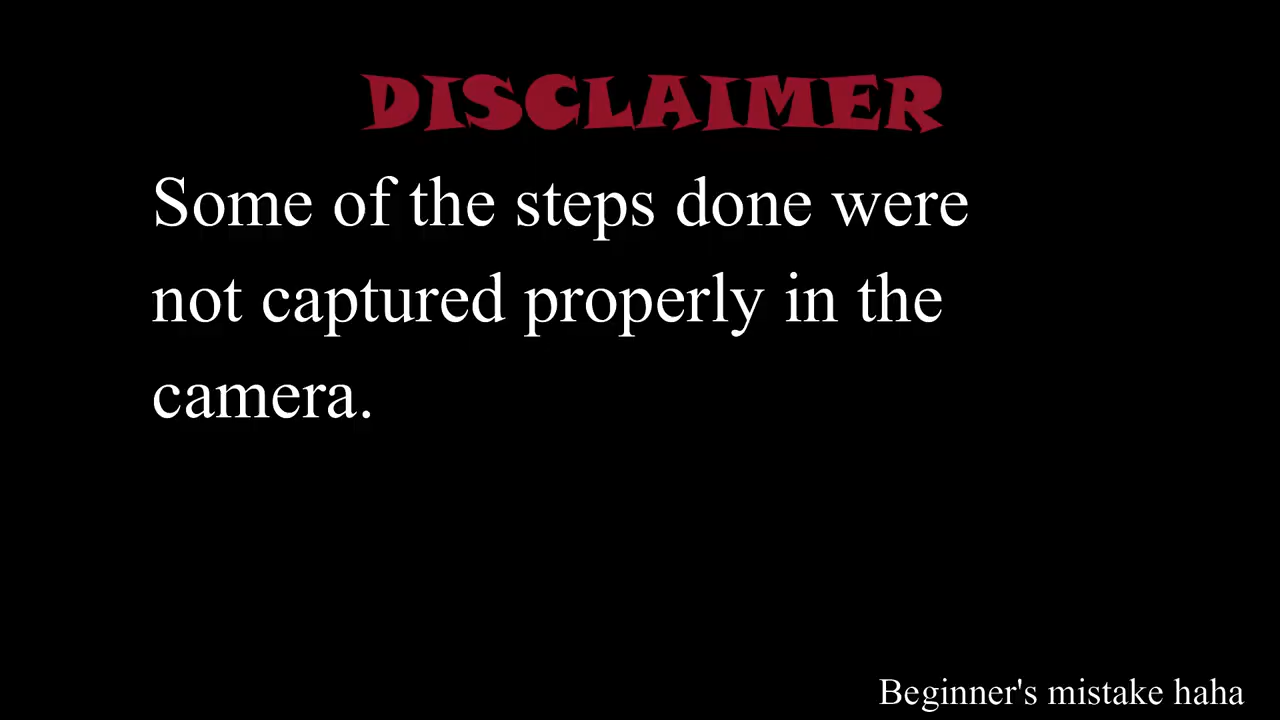 DISCLAIMER
Some of the steps done were
not captured properly in the
camera.
Beginner's mistake haha